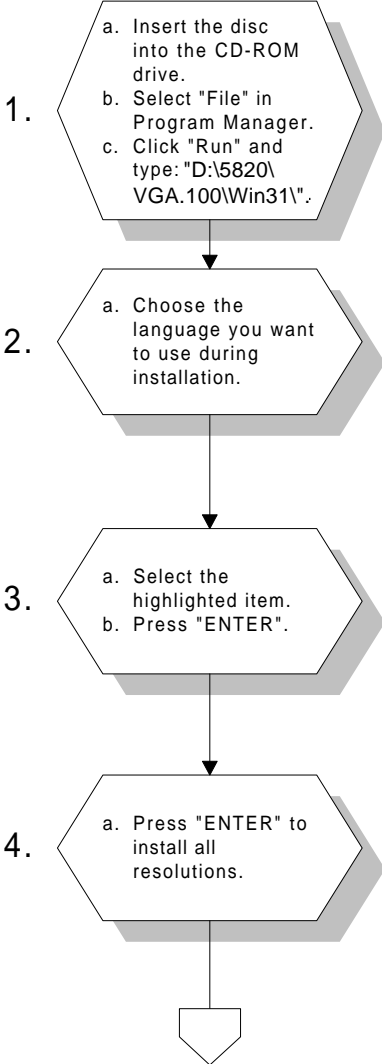 1.
a. Insert the disc
into the CD-ROM
drive.
b. Select "File" in
Program Manager.
c. Click "Run" and
type: "D:\5820\
VGA.100\Win31\".
2.
a. Choose the
language you want
to use during
installation.
3.
a. Select the
highlighted item.
b. Press "ENTER".
4.
a. Press "ENTER" to
install all
resolutions.